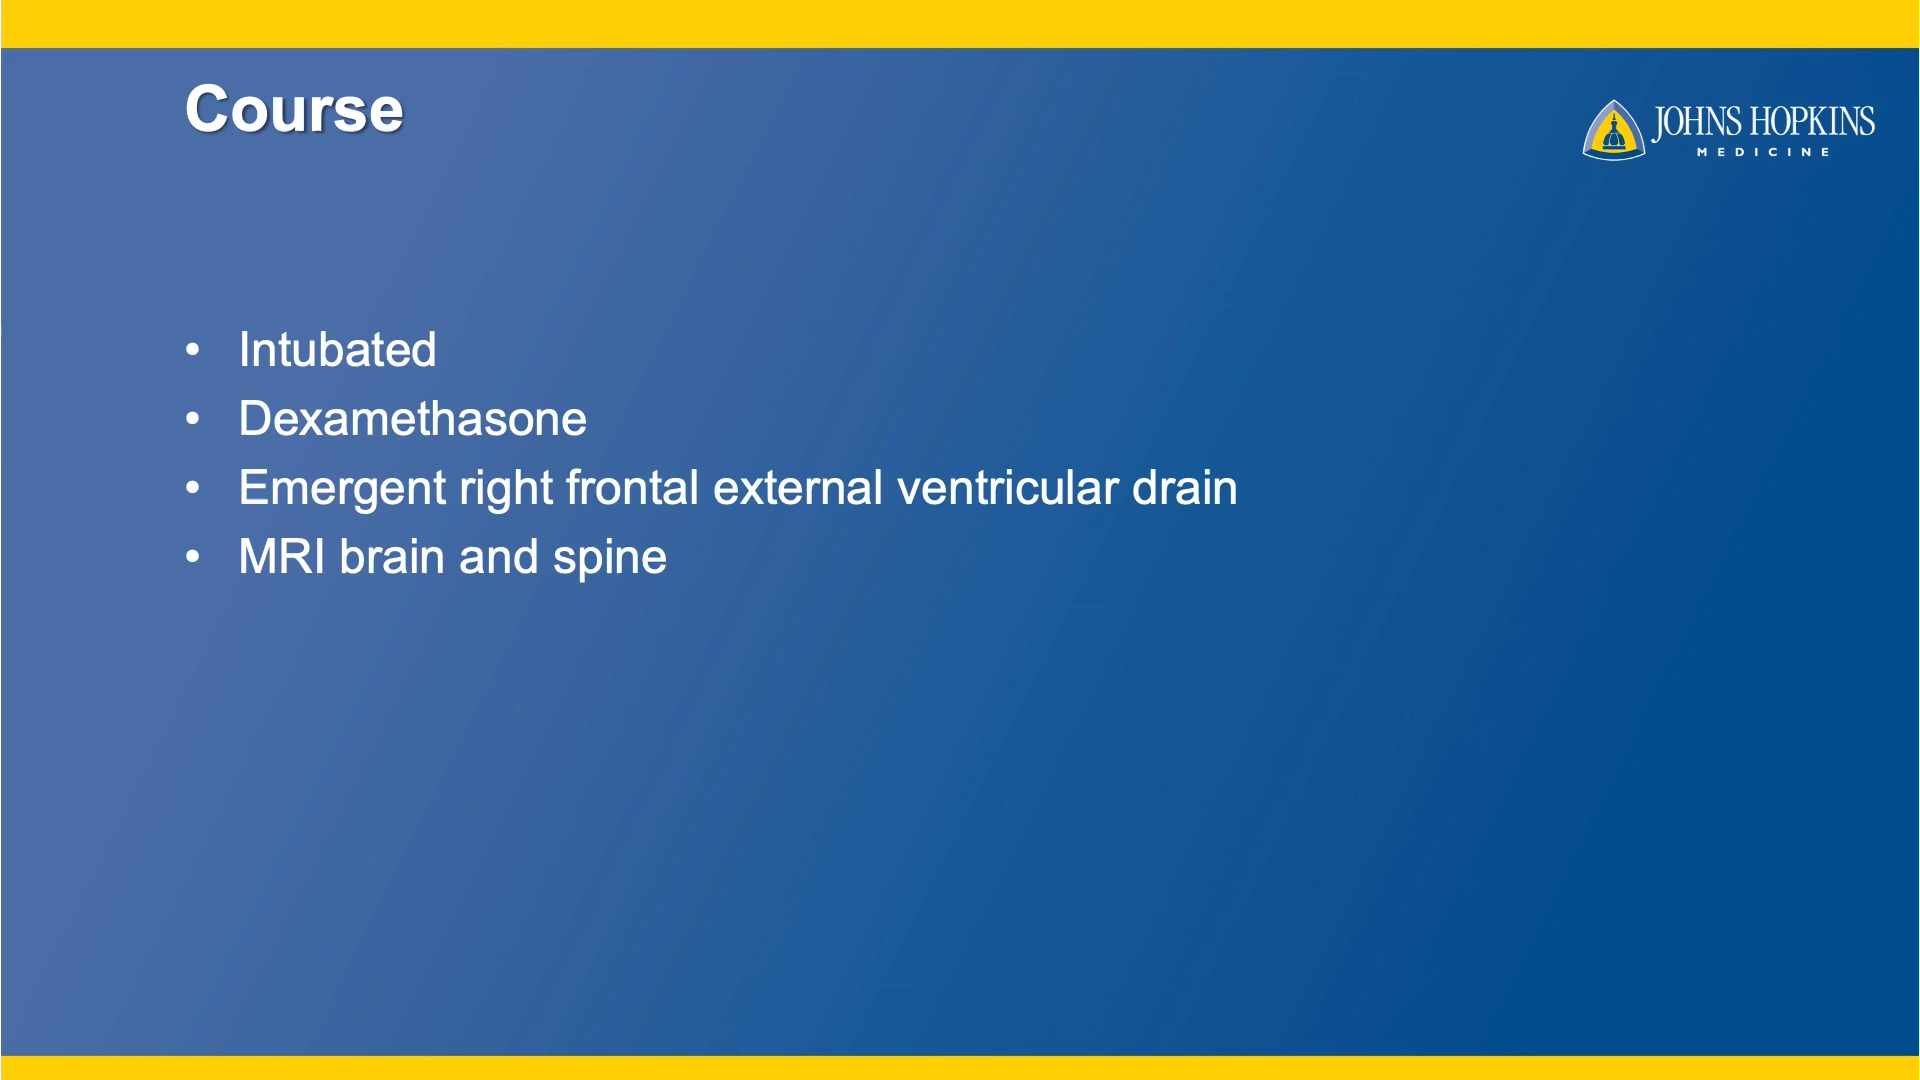 Course
JOHNS HOPKINS
MEDICINE
• Intubated
• Dexamethasone
• Emergent right frontal external ventricular drain
• MRI brain and spine